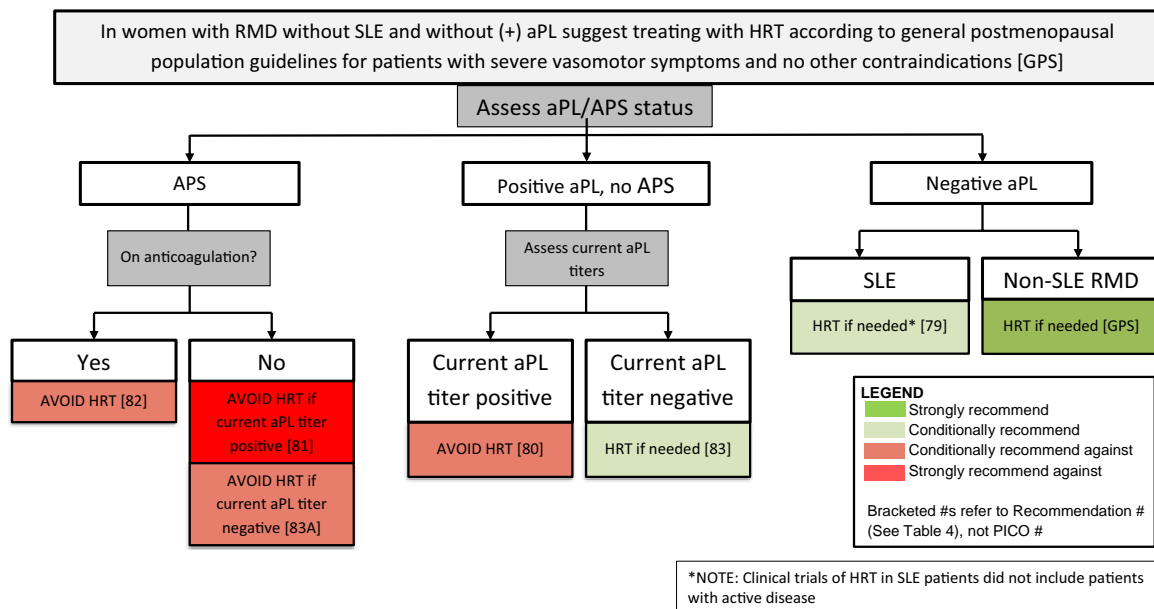 In women with RMD without SLE and without (+) aPL suggest treating with HRT according to general postmenopausal
population guidelines for patients with severe vasomotor symptoms and no other contraindications [GPS]
Assess aPL/APS status
APS
Positive aPL, no APS
Negative aPL
On anticoagulation?
Assess current aPL
titers
SLE
Non-SLE RMD
HRT if needed* [79]
HRT if needed [GPS]
Yes
No
Current aPL
titer positive
Current aPL
titer negative
AVOID HRT [82]
AVOID HRT if
current aPL titer
positive [81]
AVOID HRT if
current aPL titer
negative [83A]
AVOID HRT [80]
HRT if needed [83]
LEGEND
Strongly recommend
Conditionally recommend
Conditionally recommend against
Strongly recommend against
Bracketed #s refer to Recommendation #
(See Table 4), not PICO #
*NOTE: Clinical trials of HRT in SLE patients did not include patients
with active disease